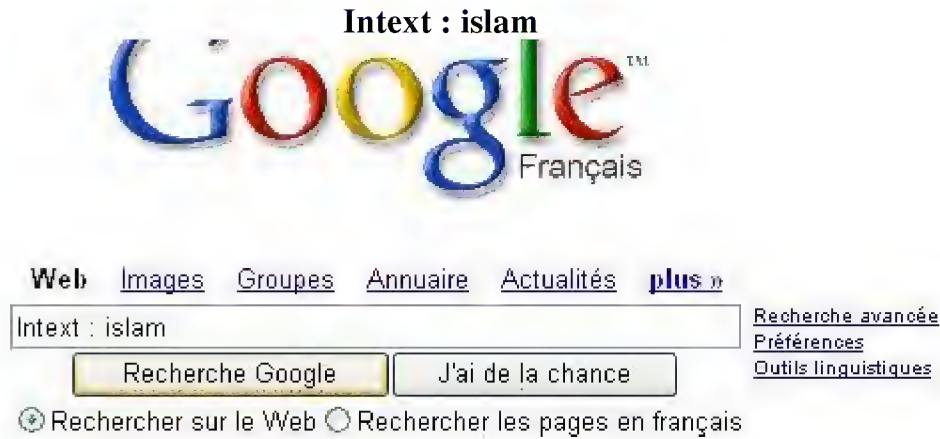 Intext : islam
Google™
Français
Web Images Groupes Annuaire Actualités plus »
Intext : islam
Recherche avancée
Préférences
Outils linguistiques
Recherche Google J'ai de la chance
Rechercher sur le Web Rechercher les pages en français